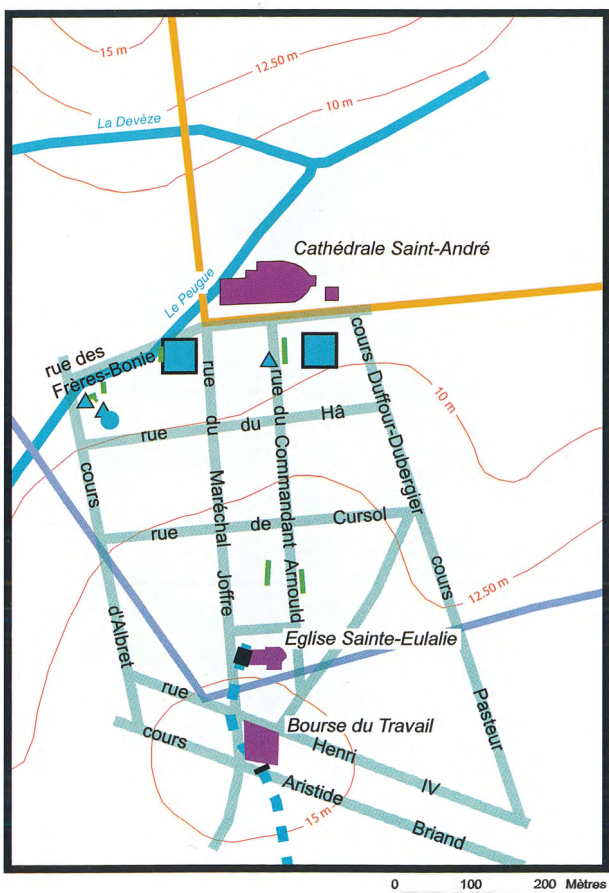 15 m
12.50 m
10 m
La Devèze
Cathédrale Saint-André
Le Peugue
rue des
Frères-Bonie
rue du Maréchal Joffre
rue du Commandant Arnould
cours Duffour-Dubergier
rue du Hâ
10 m
cours d'Albret
rue de Cursol
12.50 m
cours Pasteur
Eglise Sainte-Eulalie
rue Henri IV
Bourse du Travail
cours Aristide Briand
15 m
0 100 200 Mètres